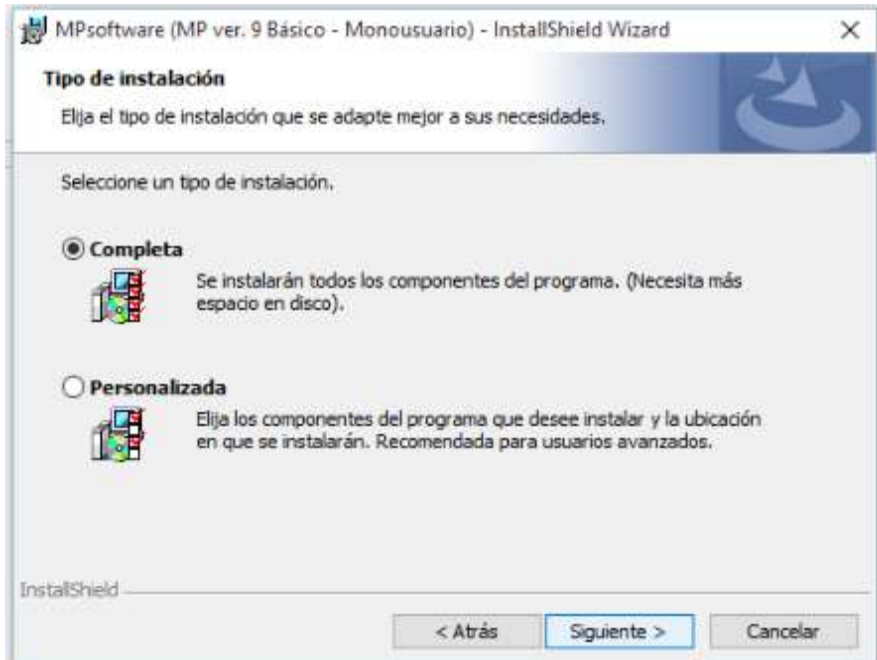 MPsoftware (MP ver. 9 Básico - Monousuario) - InstallShield Wizard
Tipo de instalación
Elija el tipo de instalación que se adapte mejor a sus necesidades.
Seleccione un tipo de instalación.
Completa
Se instalarán todos los componentes del programa. (Necesita más
espacio en disco).
Personalizada
Elija los componentes del programa que desee instalar y la ubicación
en que se instalarán. Recomendada para usuarios avanzados.
InstallShield
< Atrás Siguiente > Cancelar